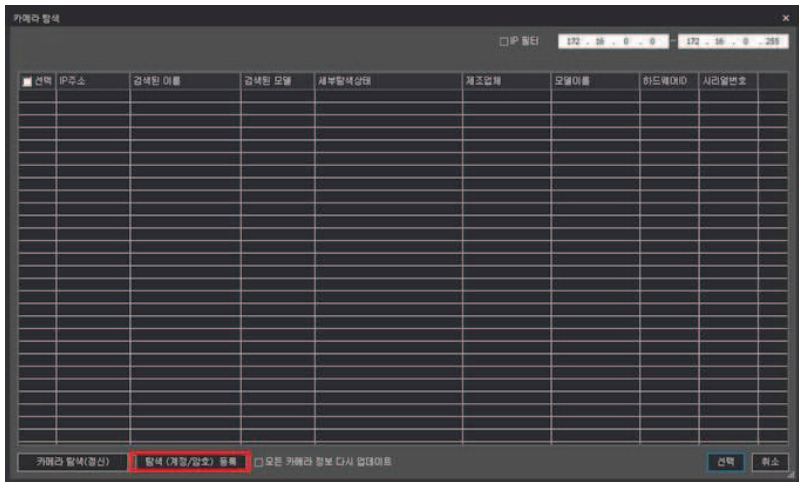 카메라 탐색
IP 필터 172 . 16 . 0 . 0 ~ 172 . 16 . 0 . 255
선택 IP주소 검색된 이름 검색된 모델 세부탐색상태 제조업체 모델이름 하드웨어ID 시리얼번호
카메라 탐색(갱신) 탐색 (계정/암호) 등록 모든 카메라 정보 다시 업데이트 선택 취소